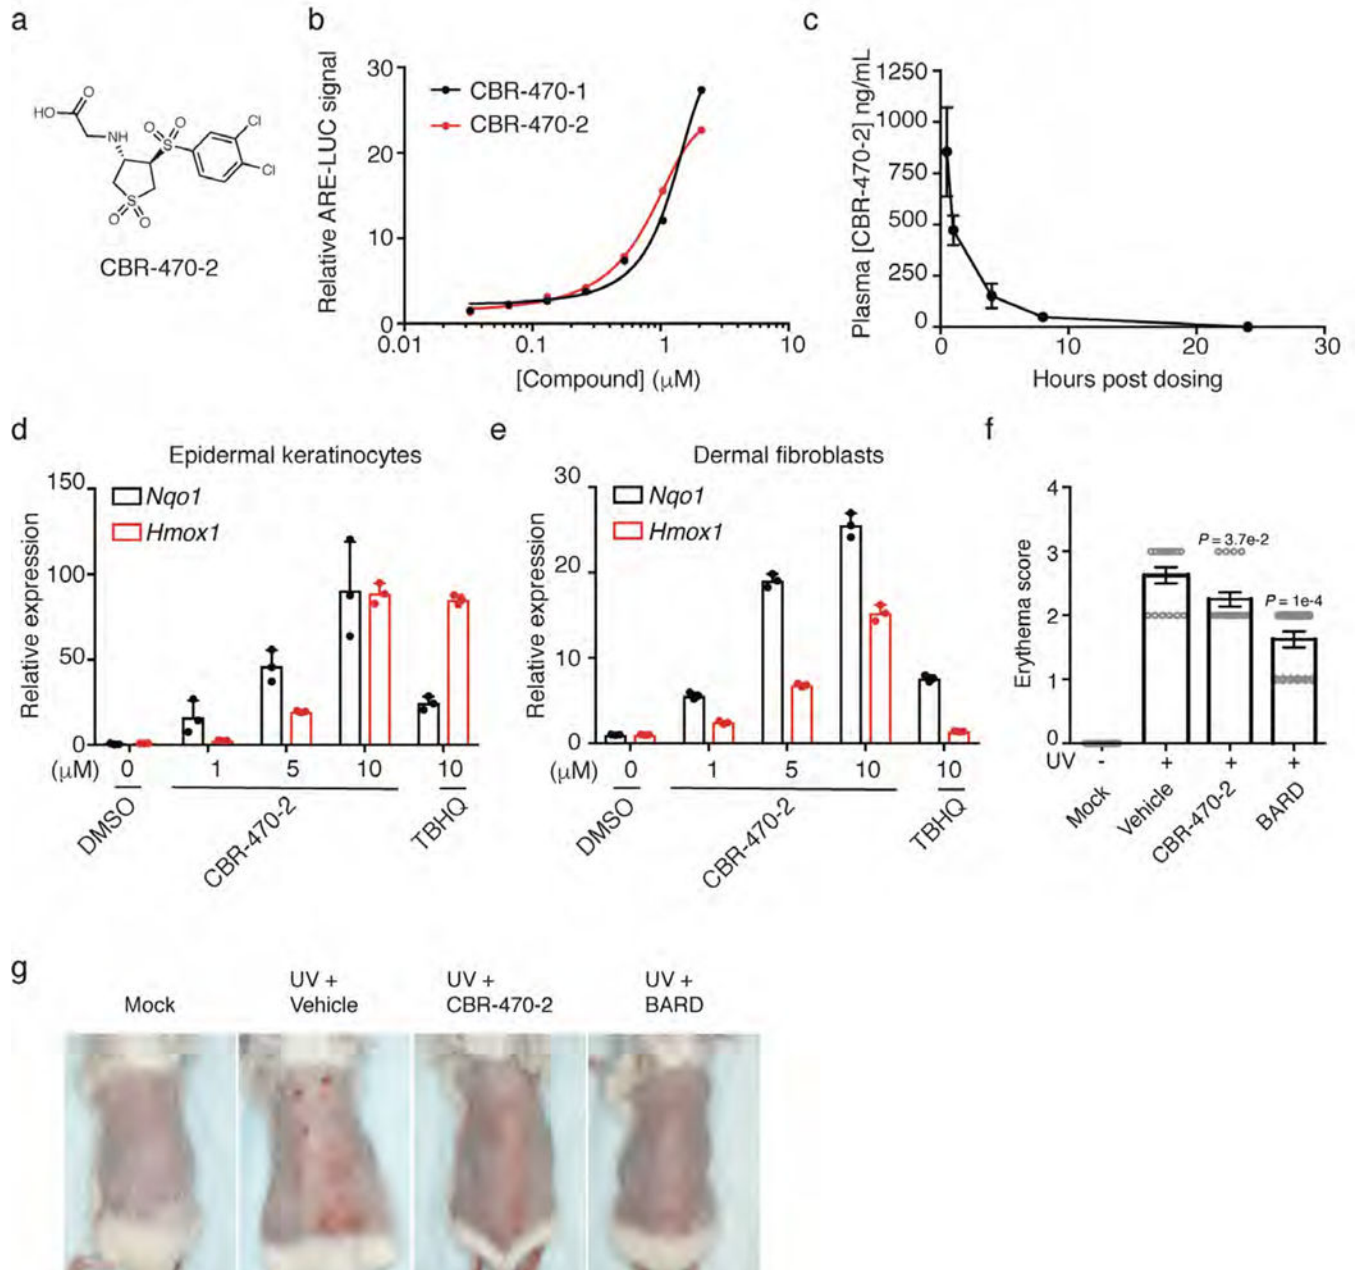 a
HO
O
NH
O O
S
Cl
Cl
S
O O
CBR-470-2
b
Relative ARE-LUC signal
30
20
10
0
CBR-470-1
CBR-470-2
0.01 0.1 1 10
[Compound] (μM)
c
Plasma [CBR-470-2] ng/mL
1250
1000
750
500
250
0
0 10 20 30
Hours post dosing
d
Epidermal keratinocytes
Relative expression
150
100
50
0
Nqo1
Hmox1
(μM) 0 1 5 10 10
DMSO CBR-470-2 TBHQ
e
Dermal fibroblasts
Relative expression
30
20
10
0
Nqo1
Hmox1
(μM) 0 1 5 10 10
DMSO CBR-470-2 TBHQ
f
Erythema score
4
3
2
1
0
P = 3.7e-2
P = 1e-4
UV - + + +
Mock Vehicle CBR-470-2 BARD
g
Mock
UV +
Vehicle
UV +
CBR-470-2
UV +
BARD